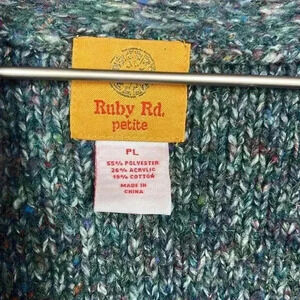 Ruby Rd.
petite
PL
55% POLYESTER
26% ACRYLIC
19% COTTON
MADE IN
CHINA